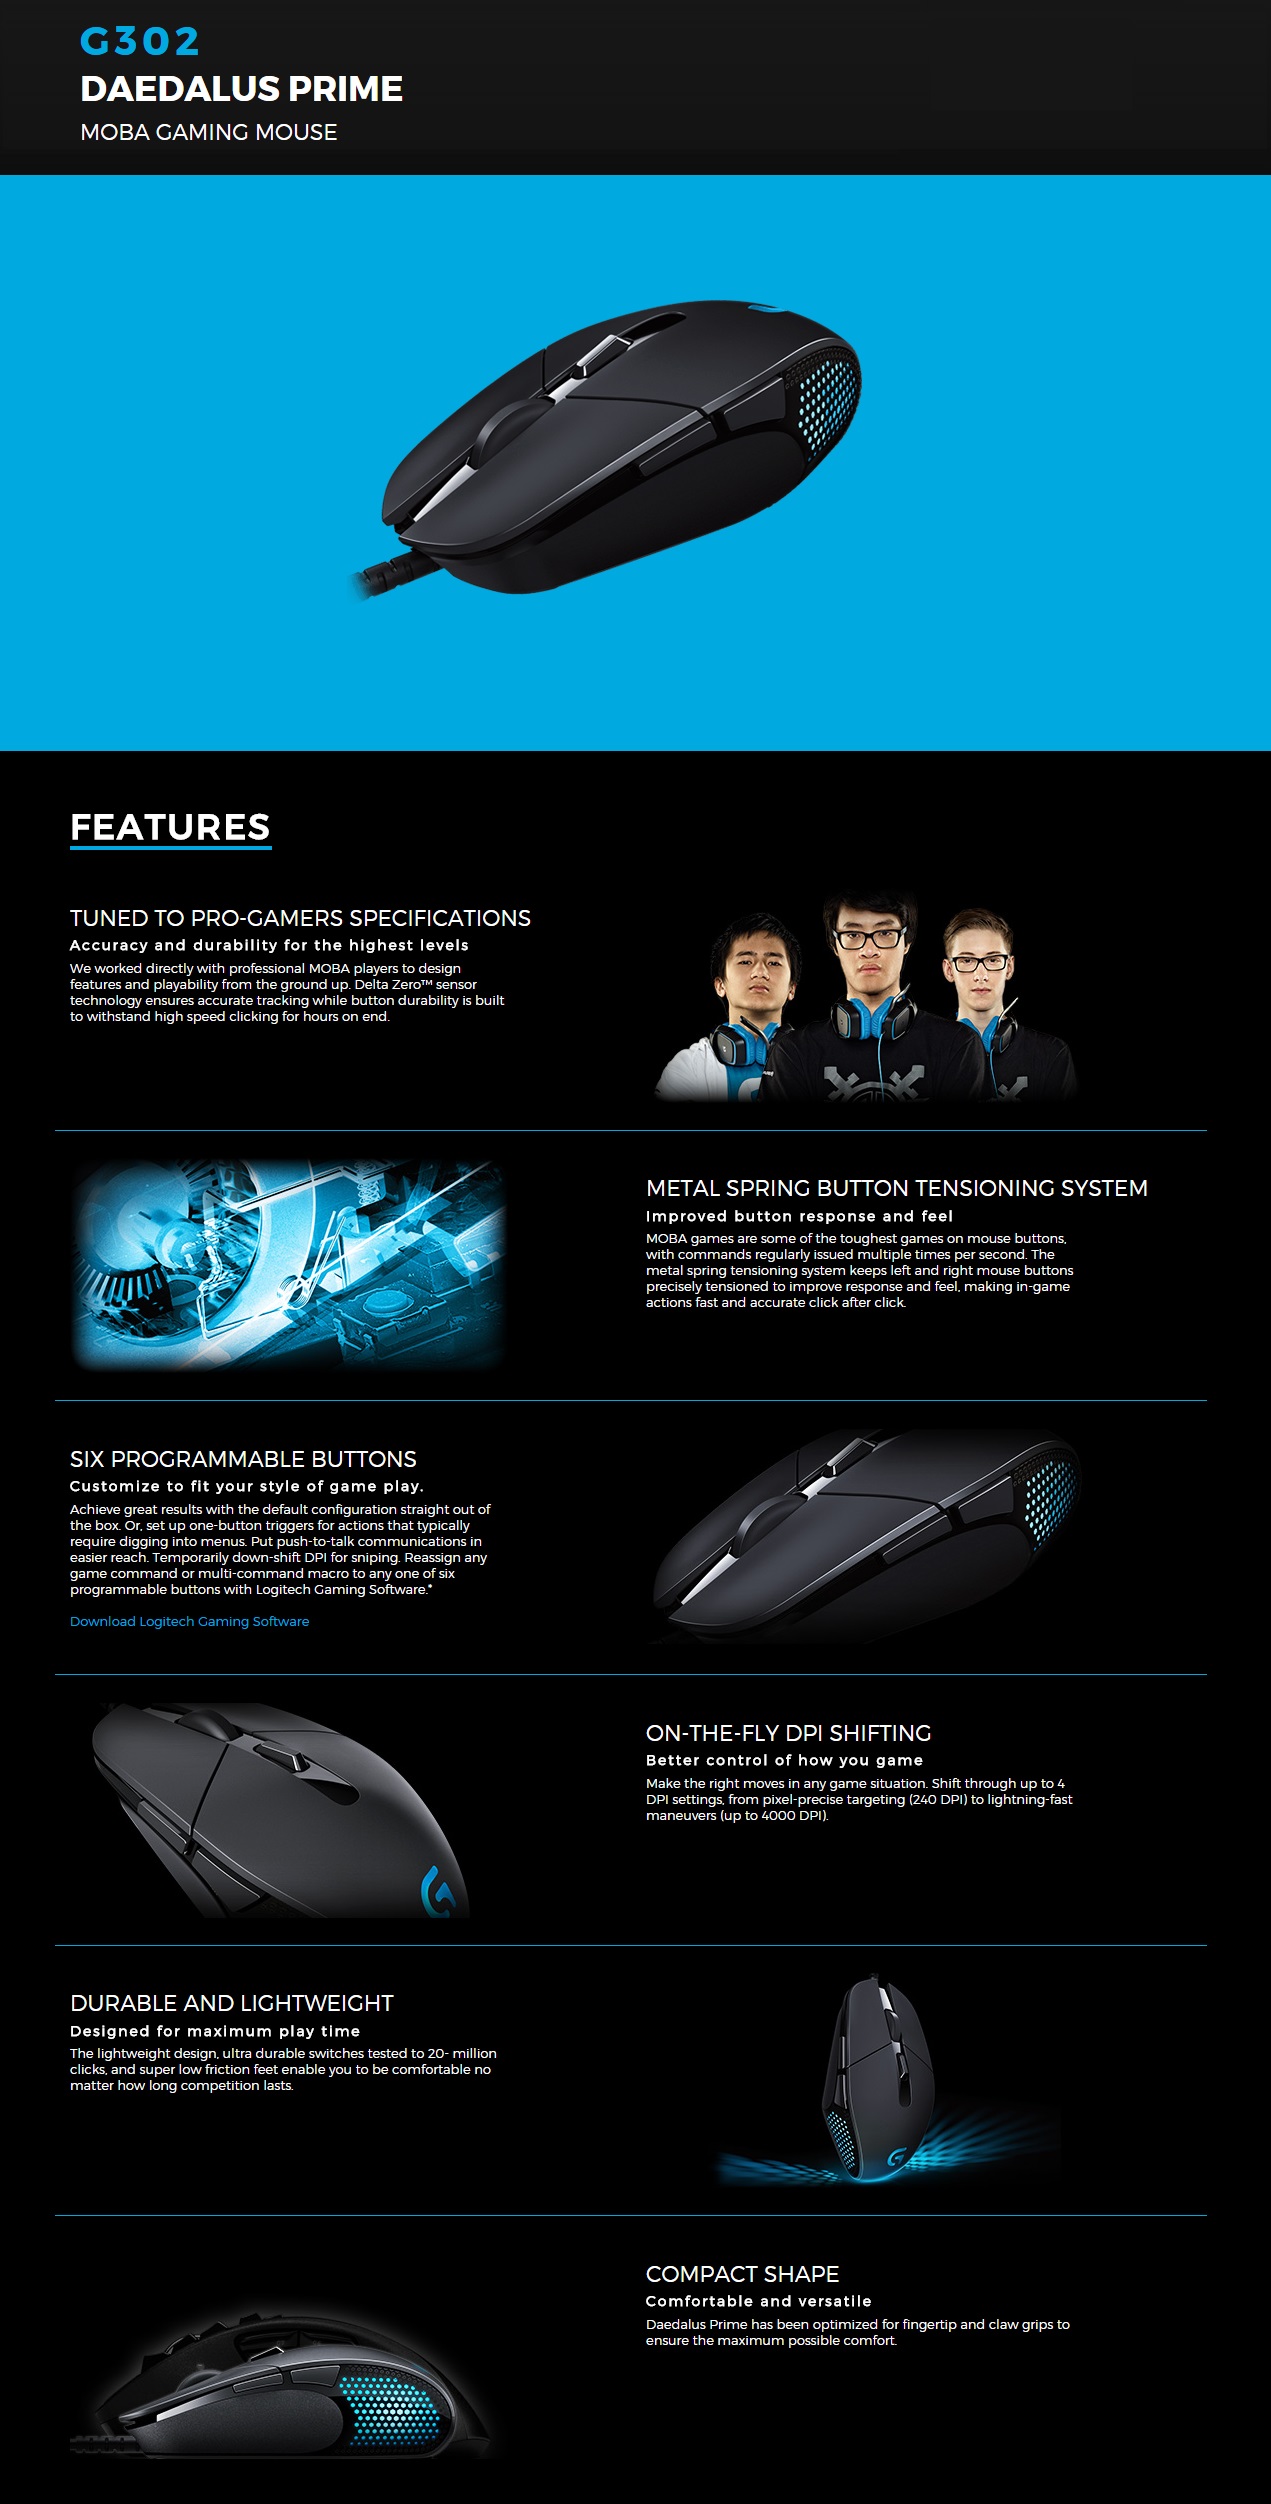 G302
DAEDALUS PRIME
MOBA GAMING MOUSE
FEATURES
TUNED TO PRO-GAMERS SPECIFICATIONS
Accuracy and durability for the highest levels
We worked directly with professional MOBA players to design
features and playability from the ground up. Delta Zero™ sensor
technology ensures accurate tracking while button durability is built
to withstand high speed clicking for hours on end.
METAL SPRING BUTTON TENSIONING SYSTEM
Improved button response and feel
MOBA games are some of the toughest games on mouse buttons,
with commands regularly issued multiple times per second. The
metal spring tensioning system keeps left and right mouse buttons
precisely tensioned to improve response and feel, making in-game
actions fast and accurate click after click.
SIX PROGRAMMABLE BUTTONS
Customize to fit your style of game play.
Achieve great results with the default configuration straight out of
the box. Or, set up one-button triggers for actions that typically
require digging into menus. Put push-to-talk communications in
easier reach. Temporarily down-shift DPI for sniping. Reassign any
game command or multi-command macro to any one of six
programmable buttons with Logitech Gaming Software.*
Download Logitech Gaming Software
ON-THE-FLY DPI SHIFTING
Better control of how you game
Make the right moves in any game situation. Shift through up to 4
DPI settings, from pixel-precise targeting (240 DPI) to lightning-fast
maneuvers (up to 4000 DPI).
DURABLE AND LIGHTWEIGHT
Designed for maximum play time
The lightweight design, ultra durable switches tested to 20- million
clicks, and super low friction feet enable you to be comfortable no
matter how long competition lasts.
COMPACT SHAPE
Comfortable and versatile
Daedalus Prime has been optimized for fingertip and claw grips to
ensure the maximum possible comfort.